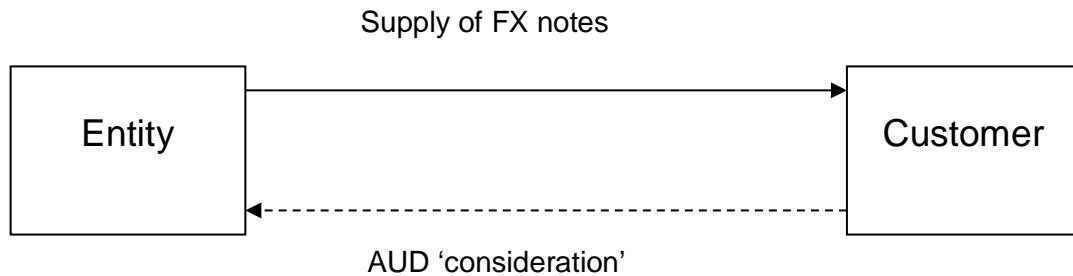 Supply of FX notes
Entity
Customer
AUD ‘consideration’